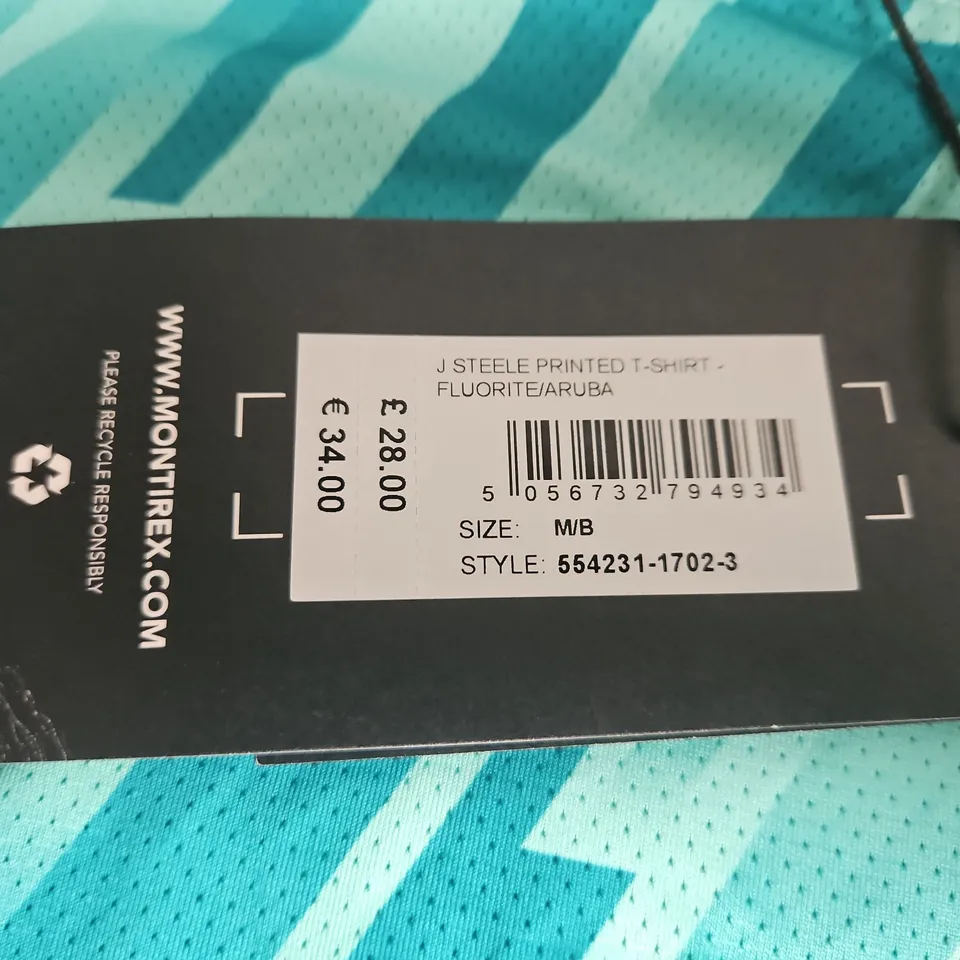 J STEELE PRINTED T-SHIRT -
FLUORITE/ARUBA
5 056732 794934
SIZE: M/B
STYLE: 554231-1702-3
£ 28.00
€ 34.00
WWW.MONTIREX.COM
PLEASE RECYCLE RESPONSIBLY